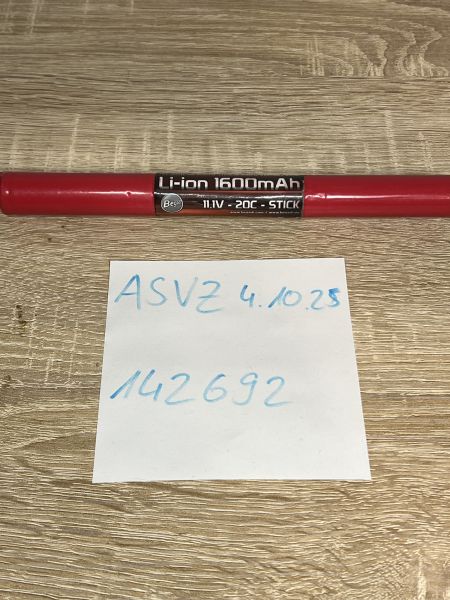 Li-ion 1600mAh
11.1V - 20C - STICK
ASVZ 4.10.25
142692